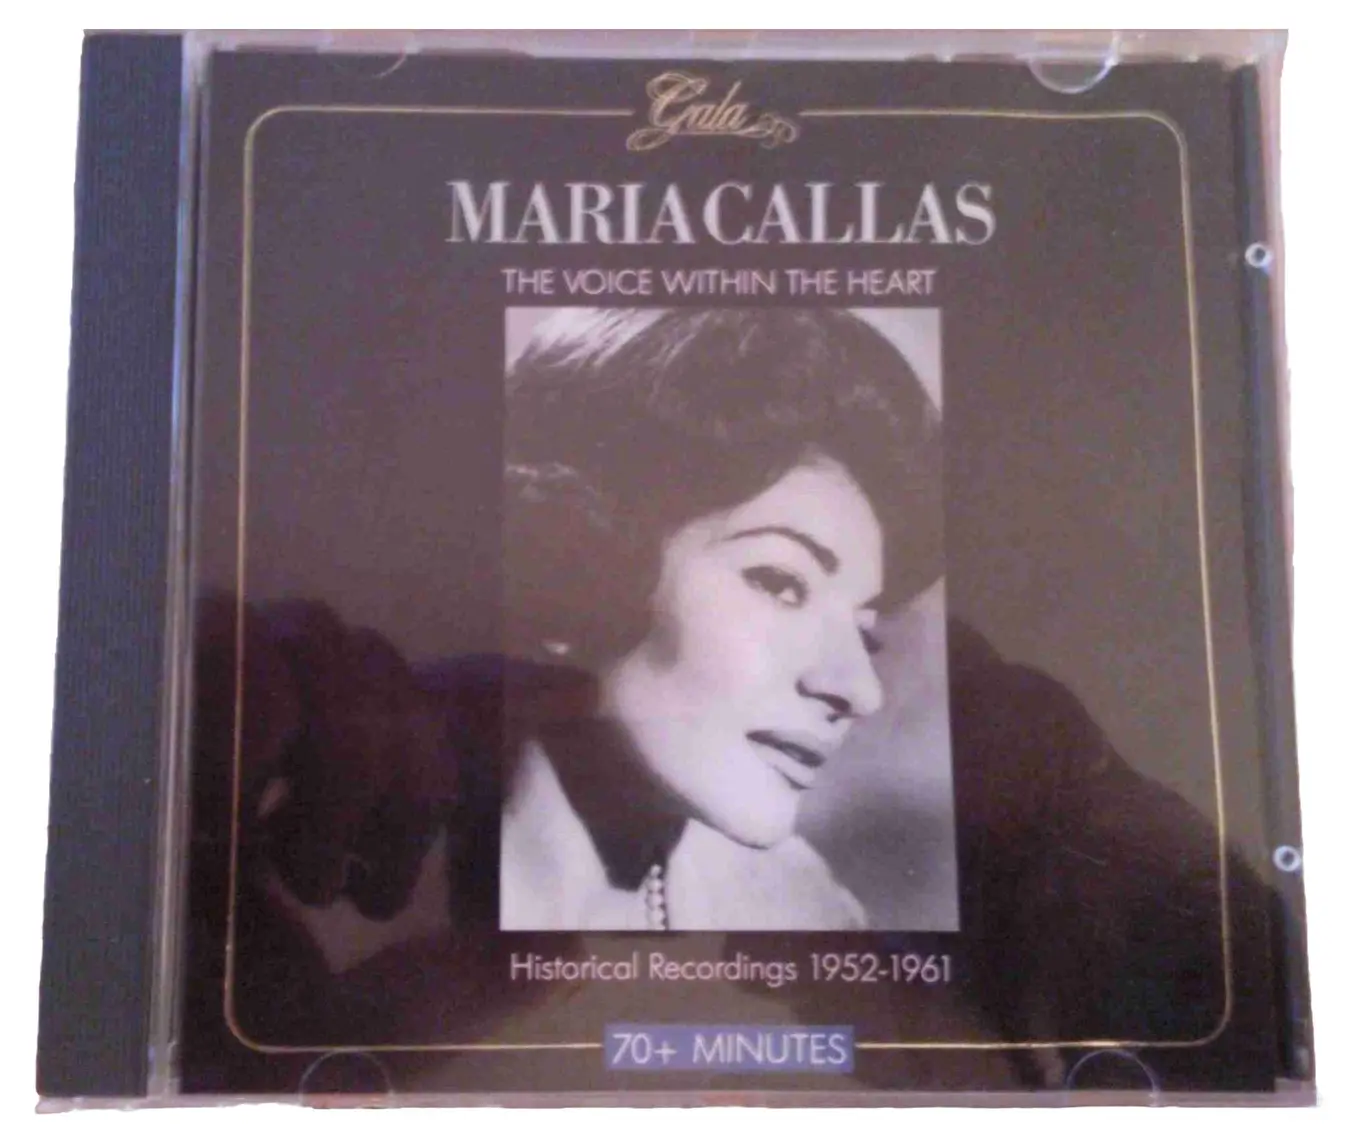 Gala
MARIA CALLAS
THE VOICE WITHIN THE HEART
Historical Recordings 1952-1961
70+ MINUTES